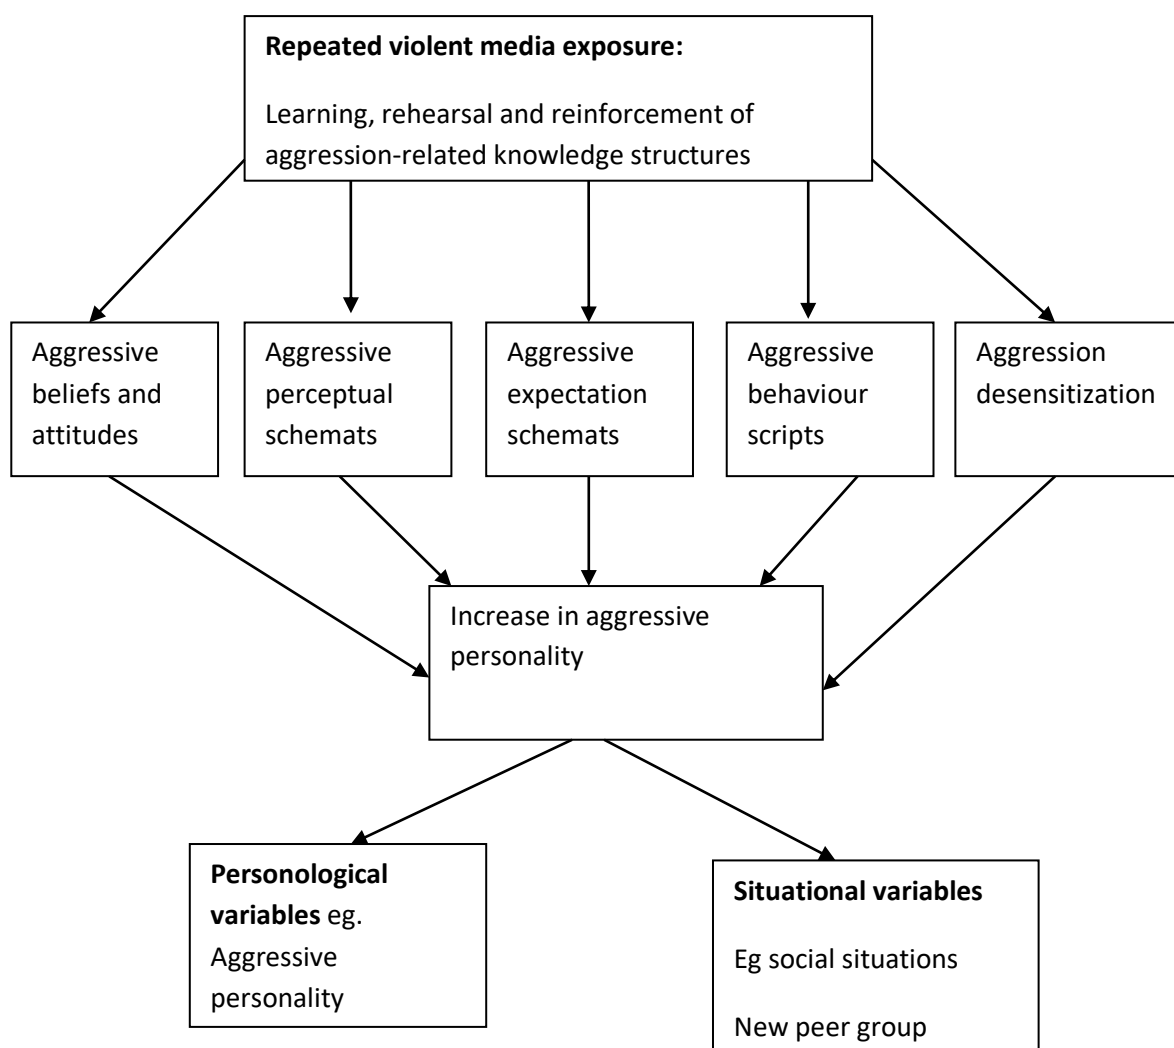 Repeated violent media exposure:
Learning, rehearsal and reinforcement of
aggression-related knowledge structures
Aggressive
beliefs and
attitudes
Aggressive
perceptual
schemats
Aggressive
expectation
schemats
Aggressive
behaviour
scripts
Aggression
desensitization
Increase in aggressive
personality
Personological
variables eg.
Aggressive
personality
Situational variables
Eg social situations
New peer group